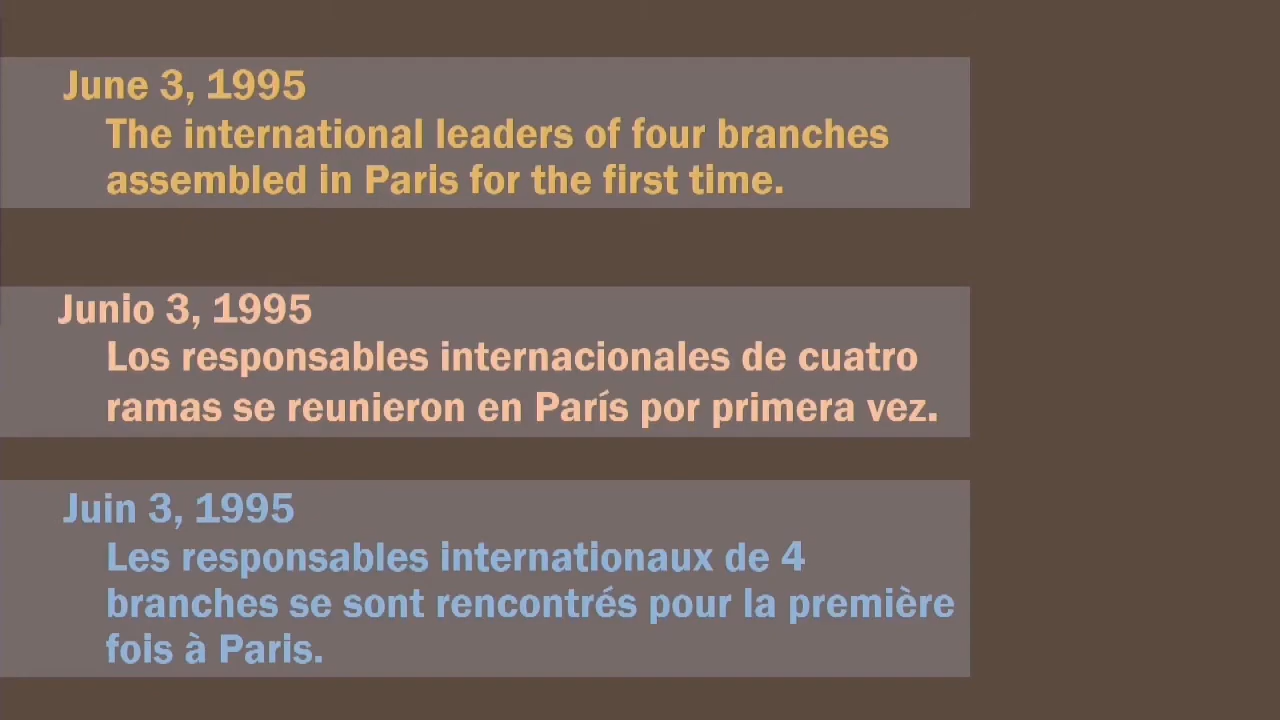 June 3, 1995
The international leaders of four branches
assembled in Paris for the first time.
Junio 3, 1995
Los responsables internacionales de cuatro
ramas se reunieron en París por primera vez.
Juin 3, 1995
Les responsables internationaux de 4
branches se sont rencontrés pour la première
fois à Paris.